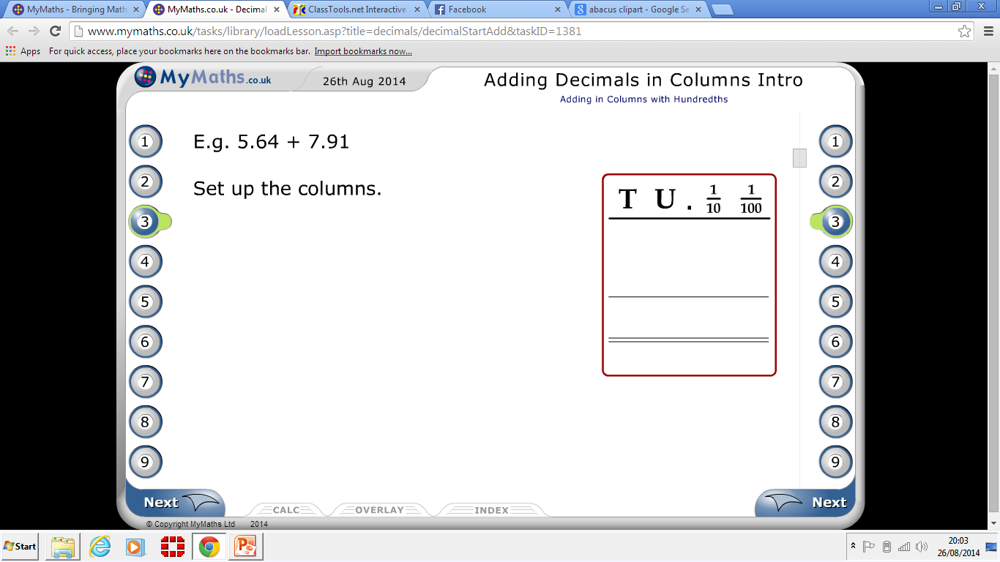 MyMaths - Bringing Math
MyMaths.co.uk - Decimal
ClassTools.net Interactive
Facebook
abacus clipart - Google Se
www.mymaths.co.uk/tasks/library/loadLesson.asp?title=decimals/decimalStartAdd&taskID=1381
Apps For quick access, place your bookmarks here on the bookmarks bar. Import bookmarks now...
MyMaths.co.uk
26th Aug 2014
Adding Decimals in Columns Intro
Adding in Columns with Hundredths
E.g. 5.64 + 7.91
Set up the columns.
T U . 1/10 1/100
1
2
3
4
5
6
7
8
9
1
2
3
4
5
6
7
8
9
Next
CALC
OVERLAY
INDEX
Next
© Copyright MyMaths Ltd 2014
Start
20:03
26/08/2014